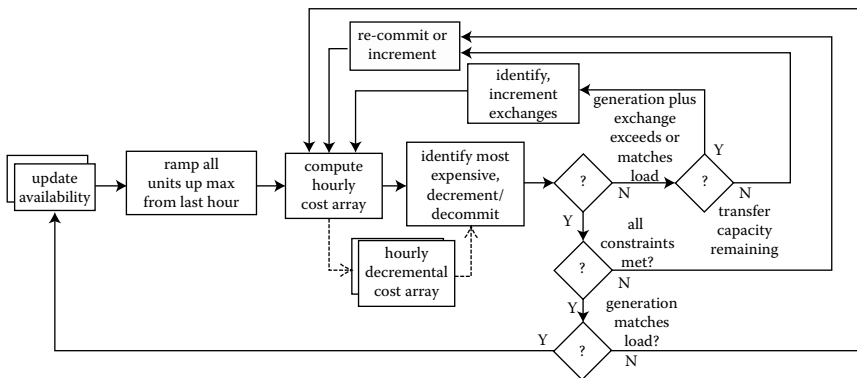 re-commit or
increment
identify,
increment
exchanges
generation plus
exchange
exceeds or
matches
load
update
availability
ramp all
units up max
from last hour
compute
hourly
cost array
identify most
expensive,
decrement/
decommit
?
N
?
Y
N
transfer
capacity
remaining
Y
hourly
decremental
cost array
all
constraints
met?
?
N
Y
generation
matches
load?
Y
?
N